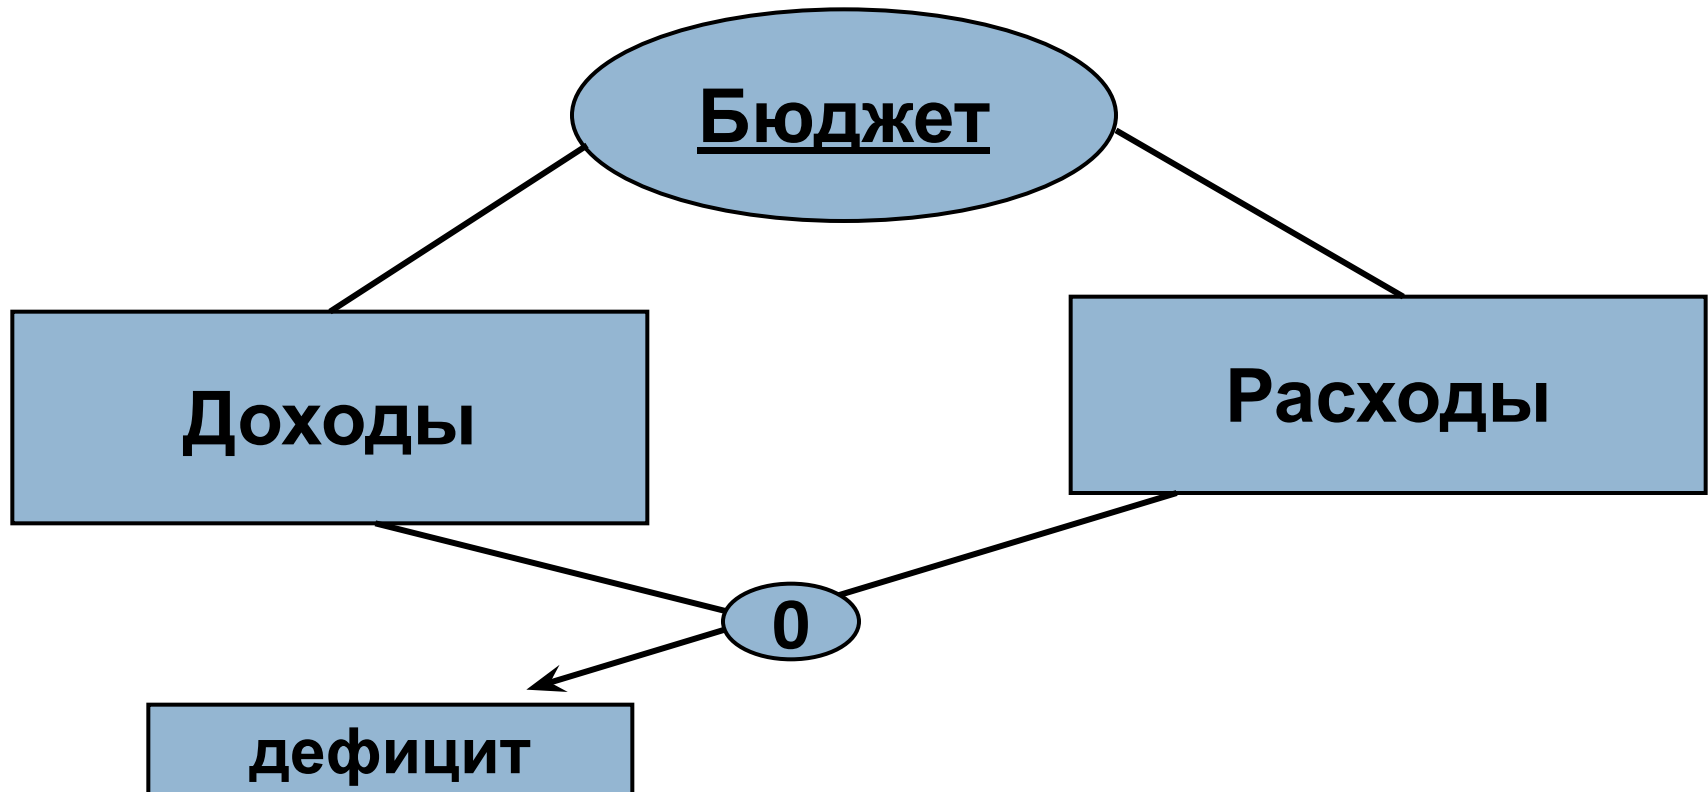 Бюджет
Доходы
Расходы
0
дефицит